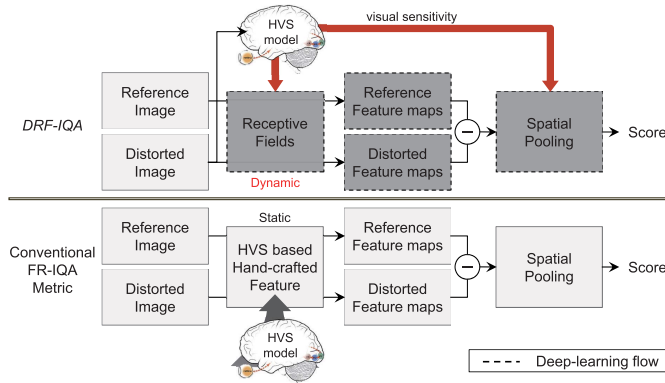 HVS
model
visual sensitivity
DRF-IQA
Reference
Image
Distorted
Image
Receptive
Fields
Dynamic
Reference
Feature maps
Distorted
Feature maps
Spatial
Pooling
Score
Conventional
FR-IQA
Metric
Reference
Image
Distorted
Image
Static
HVS based
Hand-crafted
Feature
HVS
model
Reference
Feature maps
Distorted
Feature maps
Spatial
Pooling
Score
Deep-learning flow